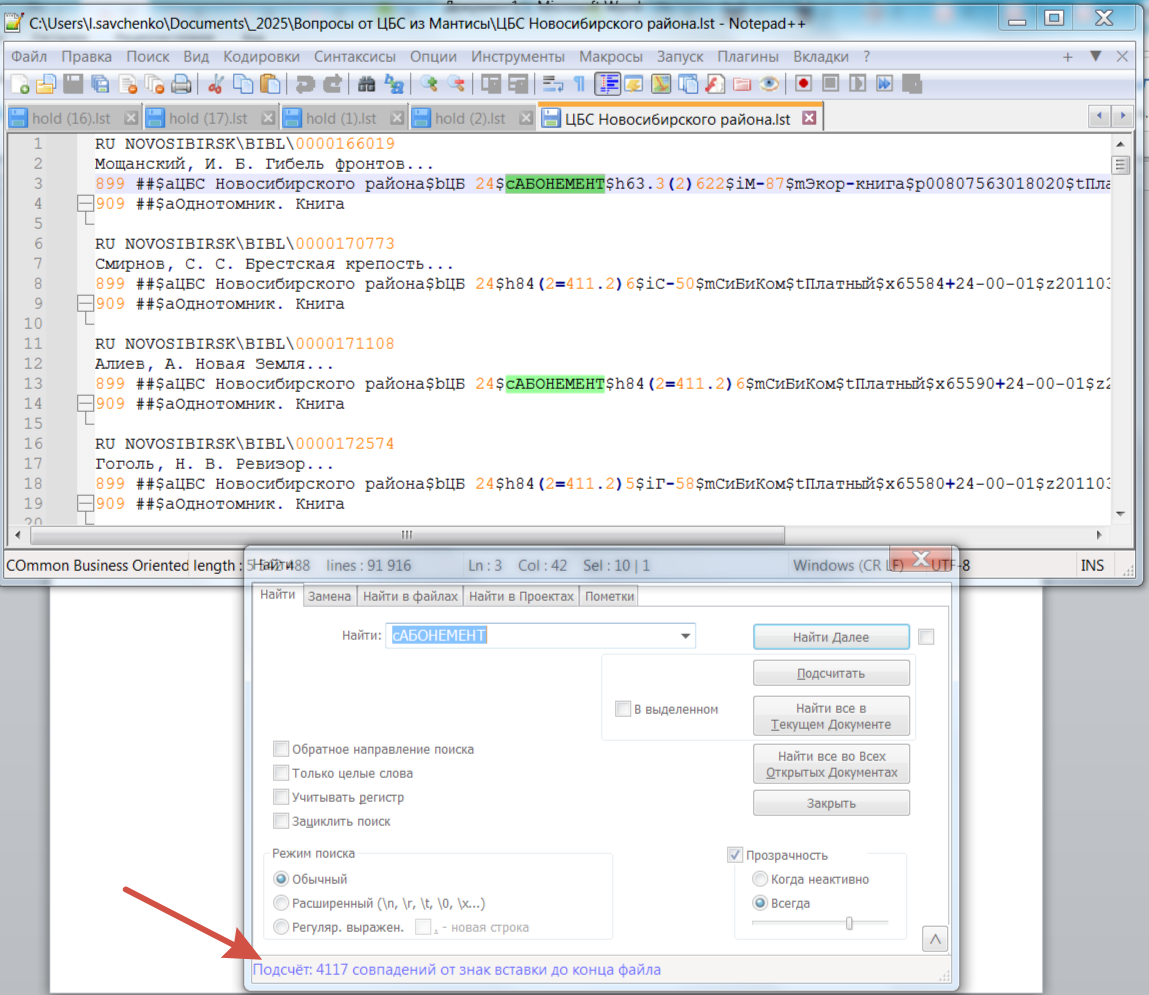 C:\Users\l.savchenko\Documents\_2025\Вопросы от ЦБС из Мантисы\ЦБС Новосибирского района.lst - Notepad++
Файл Правка Поиск Вид Кодировки Синтаксисы Опции Инструменты Макросы Запуск Плагины Вкладки ?
hold (16).lst hold (17).lst hold (1).lst hold (2).lst ЦБС Новосибирского района.lst
1 RU NOVOSIBIRSK\BIBL\0000166019
2 Мощанский, И. Б. Гибель фронтов...
3 899 ##$aЦБС Новосибирского района$bЦБ 24$cАБОНЕМЕНТ$h63.3(2)622$iМ-87$mЭкор-книга$p00807563018020$tПла
4 909 ##$aОднотомник. Книга
5
6 RU NOVOSIBIRSK\BIBL\0000170773
7 Смирнов, С. С. Брестская крепость...
8 899 ##$aЦБС Новосибирского района$bЦБ 24$h84(2=411.2)6$iС-50$mСиБиКом$tПлатный$x65584+24-00-01$z201103
9 909 ##$aОднотомник. Книга
10
11 RU NOVOSIBIRSK\BIBL\0000171108
12 Алиев, А. Новая Земля...
13 899 ##$aЦБС Новосибирского района$bЦБ 24$cАБОНЕМЕНТ$h84(2=411.2)6$mСиБиКом$tПлатный$x65590+24-00-01$z2
14 909 ##$aОднотомник. Книга
15
16 RU NOVOSIBIRSK\BIBL\0000172574
17 Гоголь, Н. В. Ревизор...
18 899 ##$aЦБС Новосибирского района$bЦБ 24$h84(2=411.2)5$iГ-58$mСиБиКом$tПлатный$x65580+24-00-01$z201103
19 909 ##$aОднотомник. Книга
20
COmmon Business Oriented length : 5 542 488 lines : 91 916 Ln : 3 Col : 42 Sel : 10 | 1 Windows (CR LF) UTF-8 INS
Найти
Найти Замена Найти в файлах Найти в Проектах Пометки
Найти: cАБОНЕМЕНТ Найти Далее
Подсчитать
В выделенном
Найти все в
Текущем Документе
Обратное направление поиска
Найти все во Всех
Открытых Документах
Только целые слова
Учитывать регистр
Закрыть
Зациклить поиск
Режим поиска
Прозрачность
Обычный
Когда неактивно
Расширенный (\n, \r, \t, \0, \x...)
Всегда
Регуляр. выражен. . - новая строка
Подсчёт: 4117 совпадений от знак вставки до конца файла